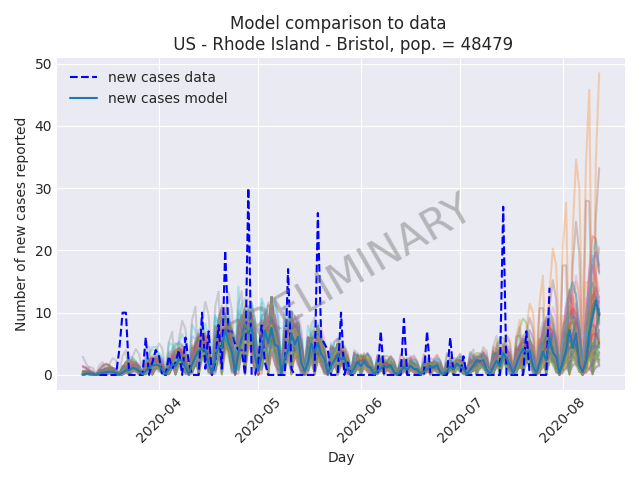 Model comparison to data
US - Rhode Island - Bristol, pop. = 48479
50
40
30
20
10
0
Number of new cases reported
new cases data
new cases model
PRELIMINARY
2020-04
2020-05
2020-06
2020-07
2020-08
Day